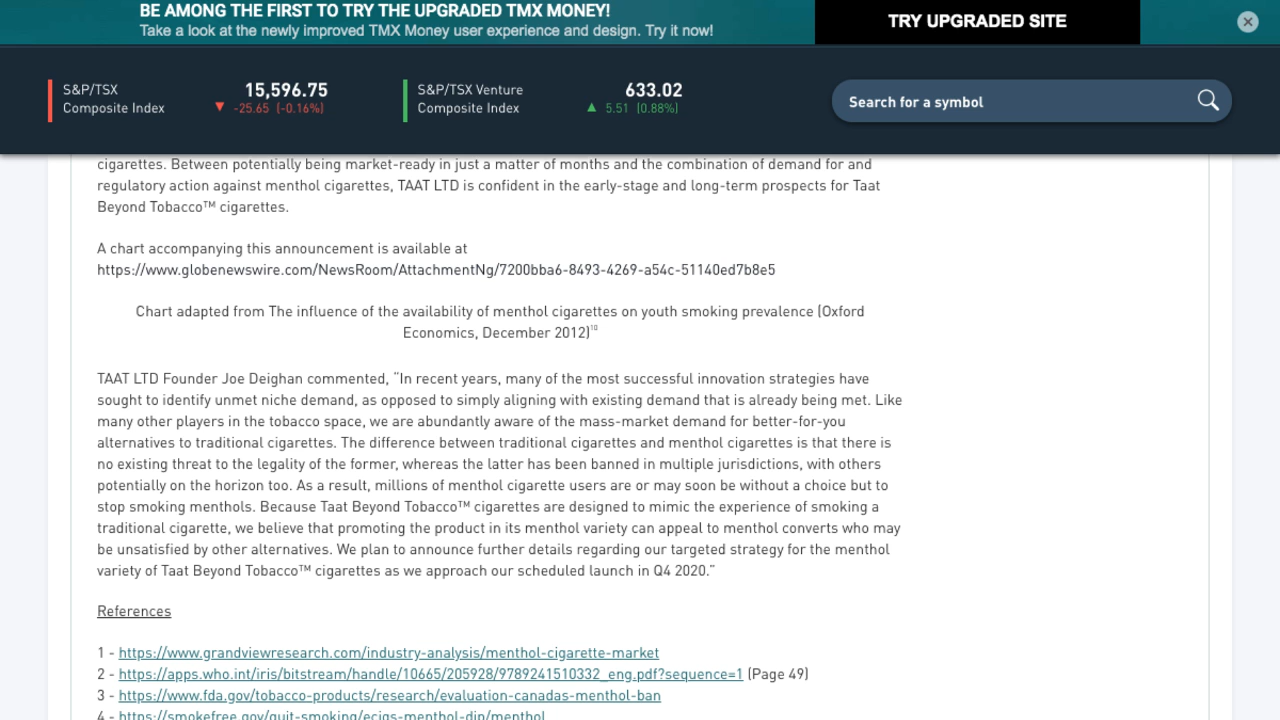 BE AMONG THE FIRST TO TRY THE UPGRADED TMX MONEY!
Take a look at the newly improved TMX Money user experience and design. Try it now!
TRY UPGRADED SITE
S&P/TSX
Composite Index
15,596.75
▼ -25.65 (-0.16%)
S&P/TSX Venture
Composite Index
633.02
▲ 5.51 (0.88%)
Search for a symbol
cigarettes. Between potentially being market-ready in just a matter of months and the combination of demand for and
regulatory action against menthol cigarettes, TAAT LTD is confident in the early-stage and long-term prospects for Taat
Beyond Tobacco™ cigarettes.
A chart accompanying this announcement is available at
https://www.globenewswire.com/NewsRoom/AttachmentNg/7200bba6-8493-4269-a54c-51140ed7b8e5
Chart adapted from The influence of the availability of menthol cigarettes on youth smoking prevalence (Oxford
Economics, December 2012)10
TAAT LTD Founder Joe Deighan commented, “In recent years, many of the most successful innovation strategies have
sought to identify unmet niche demand, as opposed to simply aligning with existing demand that is already being met. Like
many other players in the tobacco space, we are abundantly aware of the mass-market demand for better-for-you
alternatives to traditional cigarettes. The difference between traditional cigarettes and menthol cigarettes is that there is
no existing threat to the legality of the former, whereas the latter has been banned in multiple jurisdictions, with others
potentially on the horizon too. As a result, millions of menthol cigarette users are or may soon be without a choice but to
stop smoking menthols. Because Taat Beyond Tobacco™ cigarettes are designed to mimic the experience of smoking a
traditional cigarette, we believe that promoting the product in its menthol variety can appeal to menthol converts who may
be unsatisfied by other alternatives. We plan to announce further details regarding our targeted strategy for the menthol
variety of Taat Beyond Tobacco™ cigarettes as we approach our scheduled launch in Q4 2020.”
References
1 - https://www.grandviewresearch.com/industry-analysis/menthol-cigarette-market
2 - https://apps.who.int/iris/bitstream/handle/10665/205928/9789241510332_eng.pdf?sequence=1 (Page 49)
3 - https://www.fda.gov/tobacco-products/research/evaluation-canadas-menthol-ban
4 - https://smokefree.gov/quit-smoking/ecigs-menthol-dip/menthol